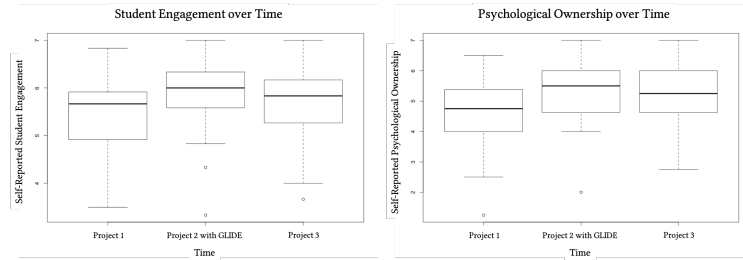 Student Engagement over Time
Self-Reported Student Engagement
7
6
5
4
Project 1
Project 2 with GLIDE
Project 3
Time
Psychological Ownership over Time
Self-Reported Psychological Ownership
7
6
5
4
3
2
Project 1
Project 2 with GLIDE
Project 3
Time